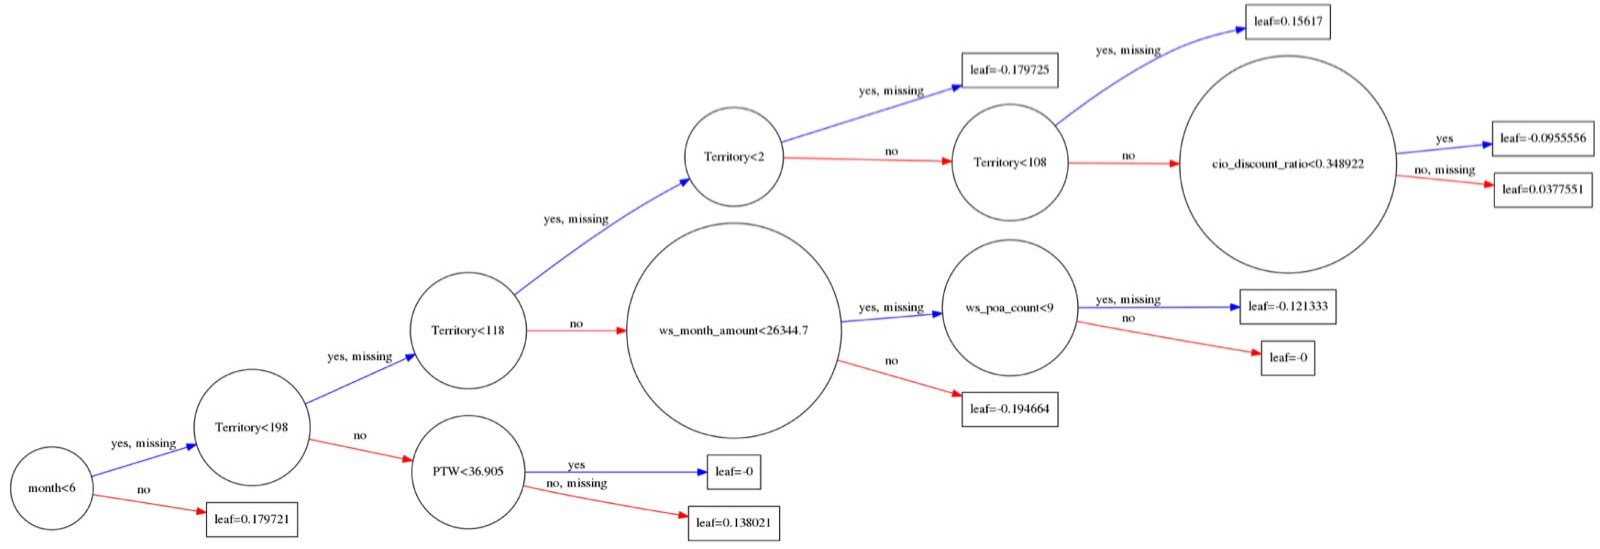 leaf=0.15617
yes, missing
leaf=-0.179725
yes, missing
yes
leaf=-0.0955556
Territory<2
no
Territory<108
no
cio_discount_ratio<0.348922
no, missing
leaf=0.0377551
yes, missing
yes, missing
leaf=-0.121333
yes, missing
ws_poa_count<9
no
Territory<118
no
ws_month_amount<26344.7
leaf=-0
yes, missing
no
leaf=-0.194664
Territory<198
no
yes, missing
PTW<36.905
yes
leaf=-0
no, missing
month<6
no
leaf=0.179721
leaf=0.138021